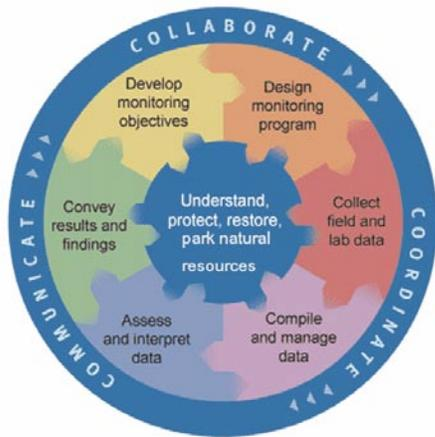 COLLABORATE
COORDINATE
COMMUNICATE
Develop
monitoring
objectives
Design
monitoring
program
Collect
field and
lab data
Compile
and manage
data
Assess
and interpret
data
Convey
results and
findings
Understand,
protect, restore,
park natural
resources